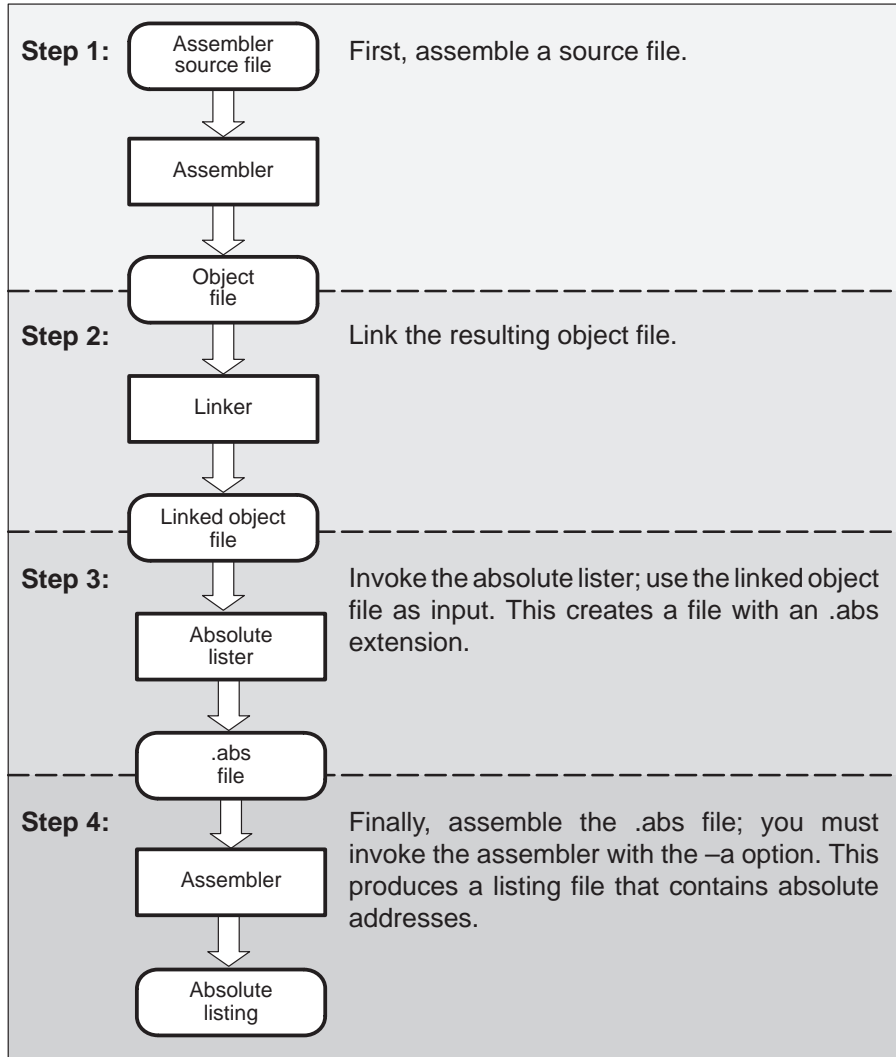 Step 1:
Assembler
source file
First, assemble a source file.
Assembler
Object
file
Step 2:
Link the resulting object file.
Linker
Linked object
file
Step 3:
Invoke the absolute lister; use the linked object
file as input. This creates a file with an .abs
extension.
Absolute
lister
.abs
file
Step 4:
Finally, assemble the .abs file; you must
invoke the assembler with the –a option. This
produces a listing file that contains absolute
addresses.
Assembler
Absolute
listing